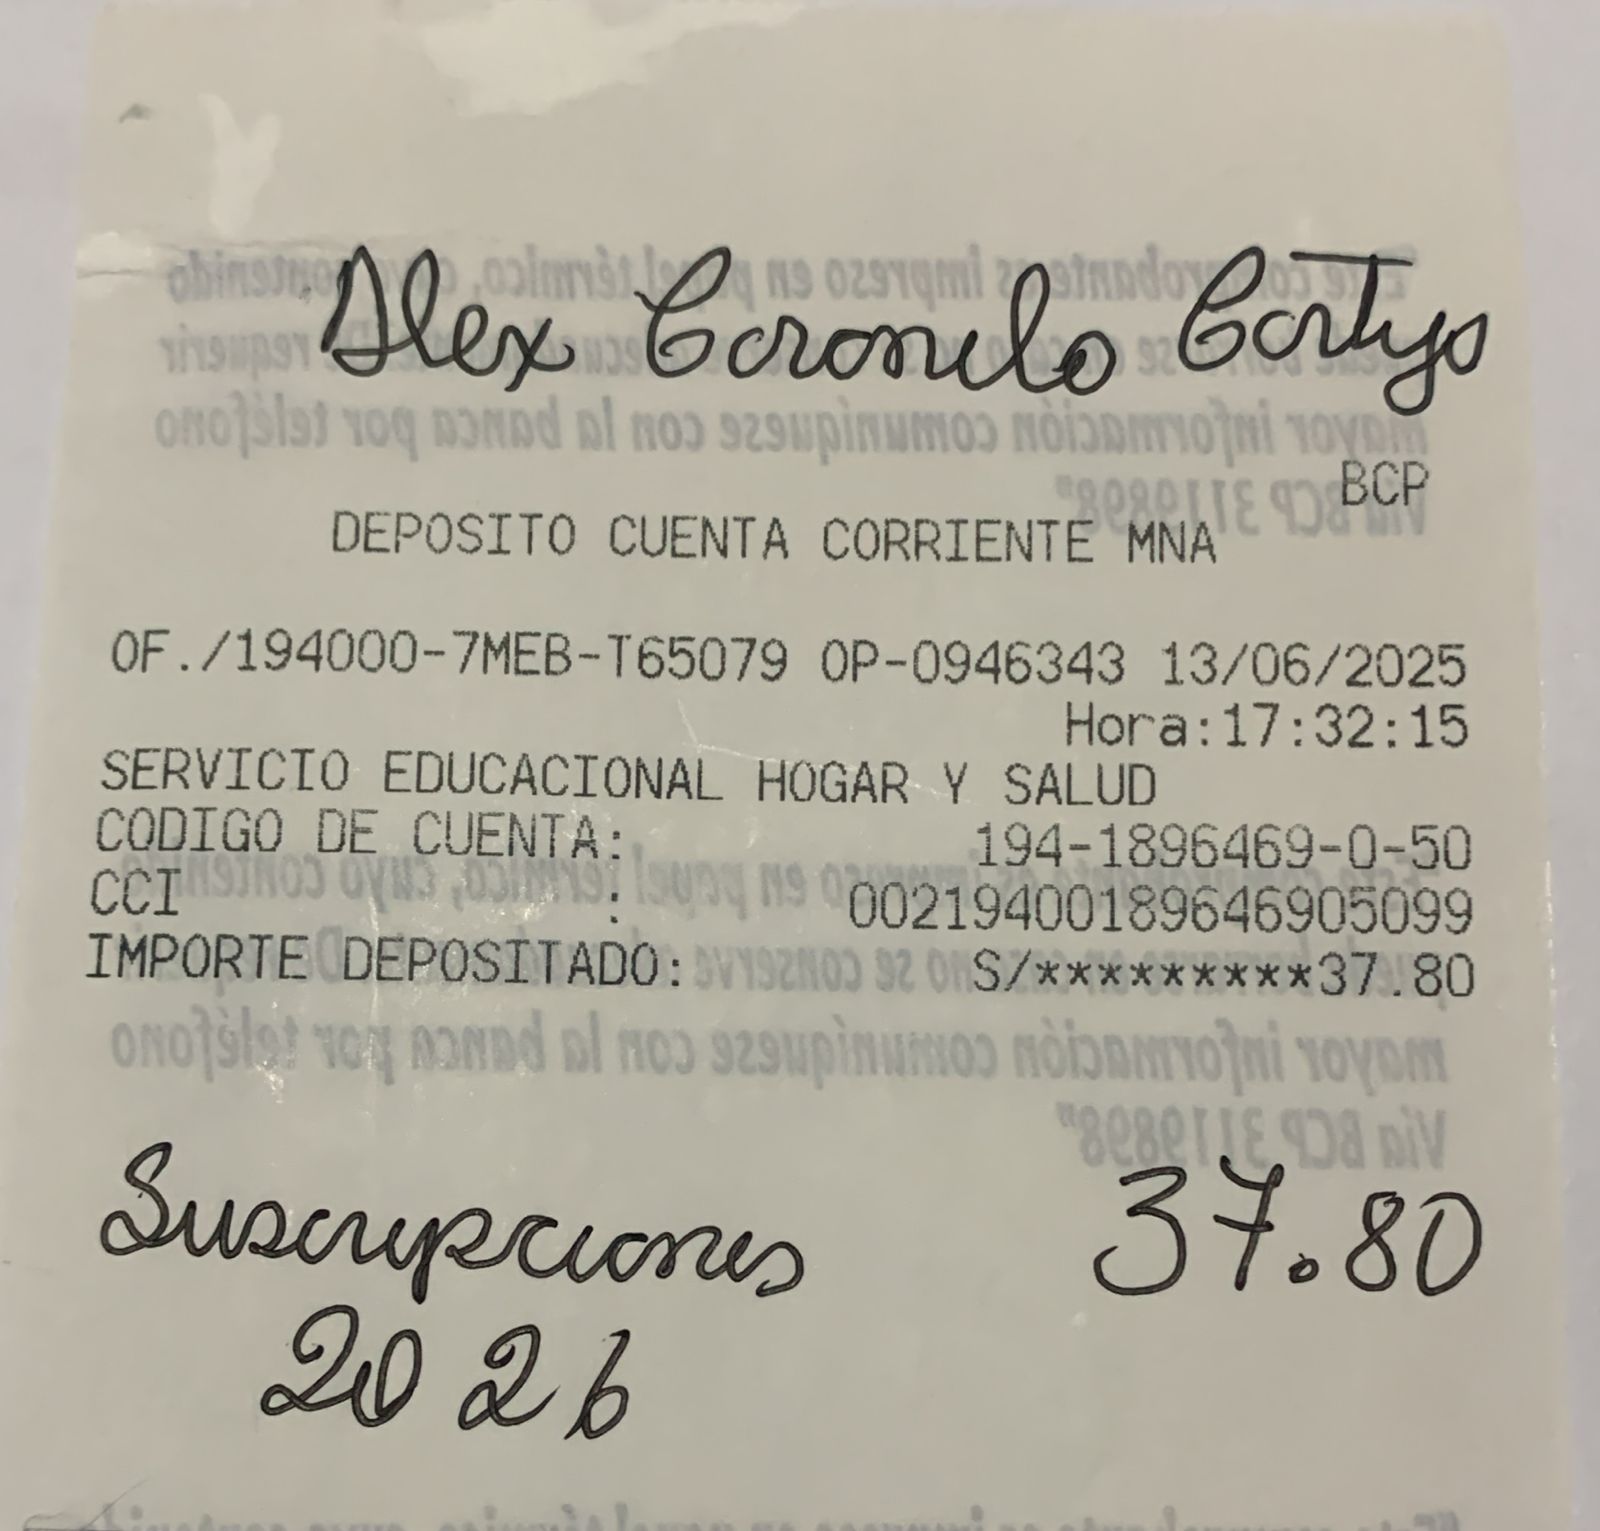 Alex Coronelo Cortijo
BCP
DEPOSITO CUENTA CORRIENTE MNA
OF./194000-7MEB-T65079 OP-0946343 13/06/2025
Hora:17:32:15
SERVICIO EDUCACIONAL HOGAR Y SALUD
CODIGO DE CUENTA: 194-1896469-0-50
CCI : 00219400189646905099
IMPORTE DEPOSITADO: S/*********37.80
Suscripciones 37.80
2026